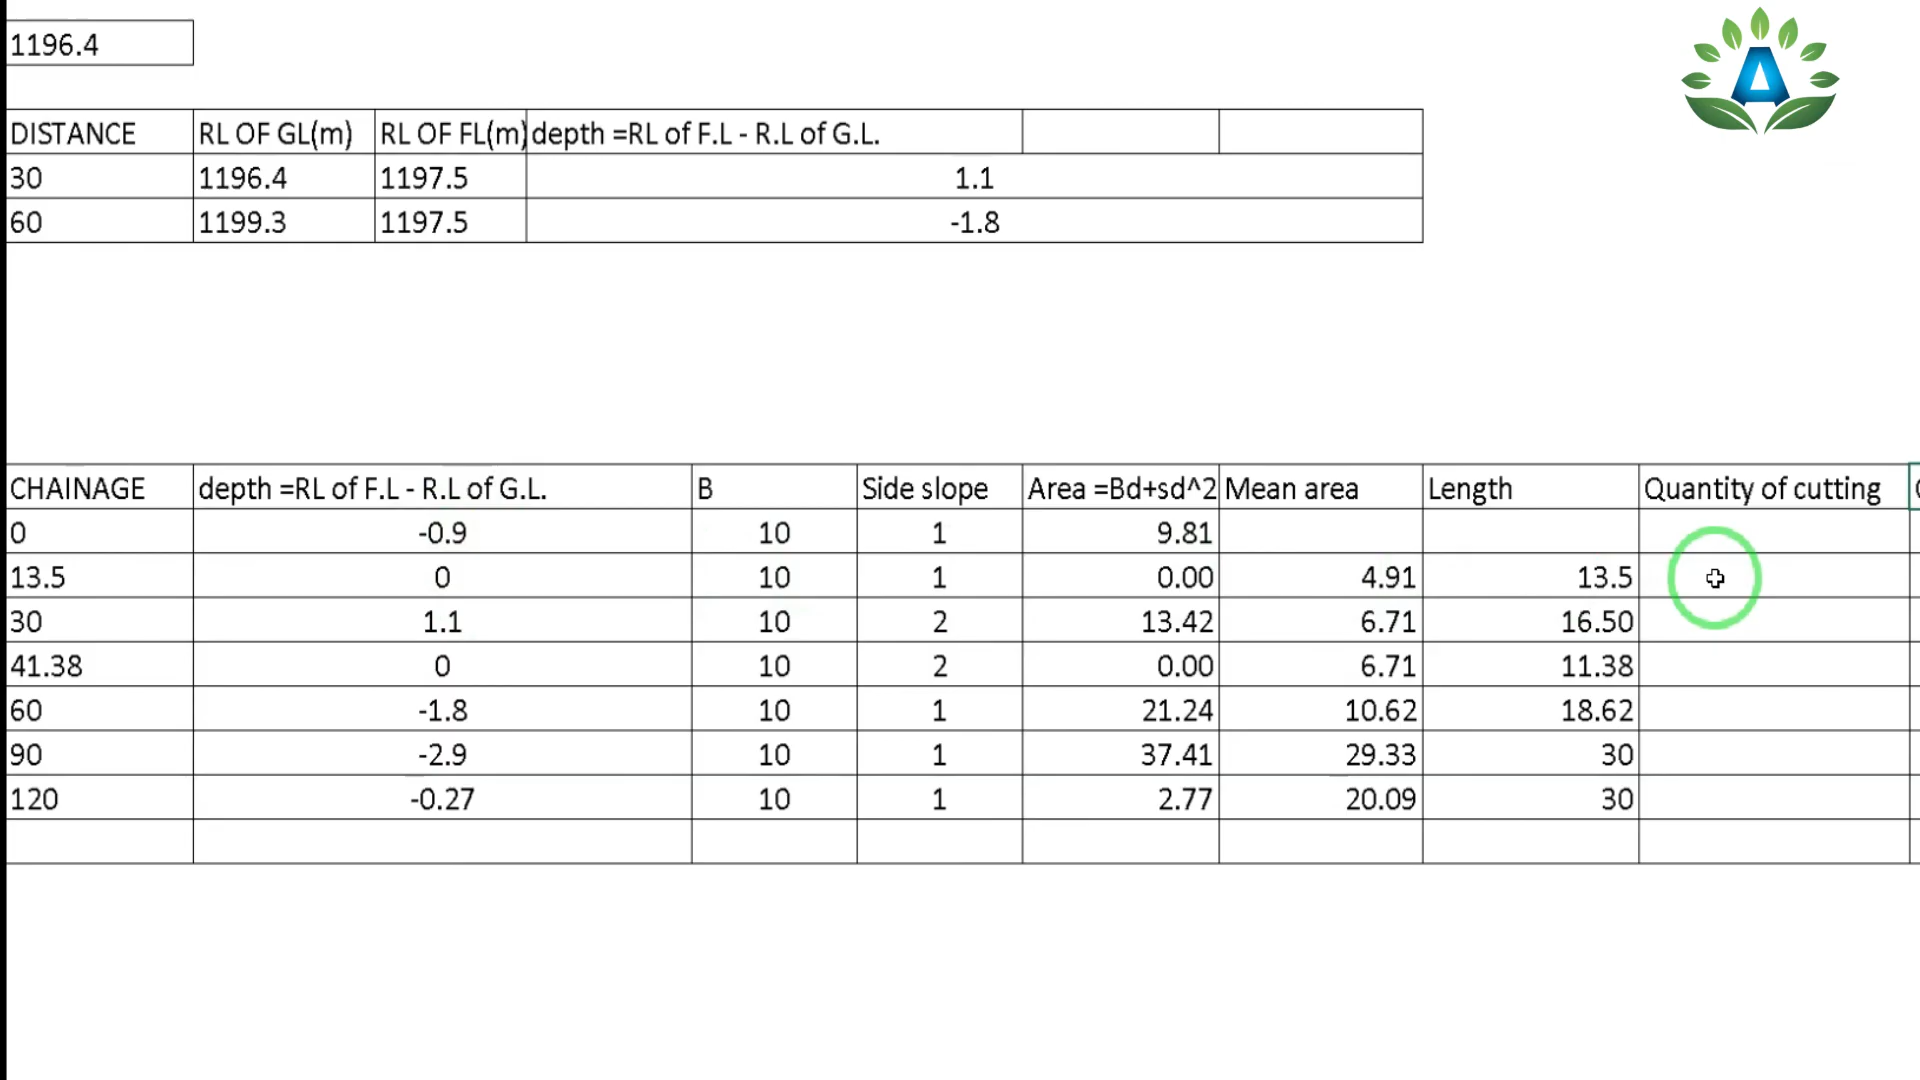 1196.4
DISTANCE RL OF GL(m) RL OF FL(m) depth =RL of F.L - R.L of G.L.
30 1196.4 1197.5 1.1
60 1199.3 1197.5 -1.8
CHAINAGE depth =RL of F.L - R.L of G.L. B Side slope Area =Bd+sd^2 Mean area Length Quantity of cutting
0 -0.9 10 1 9.81
13.5 0 10 1 0.00 4.91 13.5
30 1.1 10 2 13.42 6.71 16.50
41.38 0 10 2 0.00 6.71 11.38
60 -1.8 10 1 21.24 10.62 18.62
90 -2.9 10 1 37.41 29.33 30
120 -0.27 10 1 2.77 20.09 30